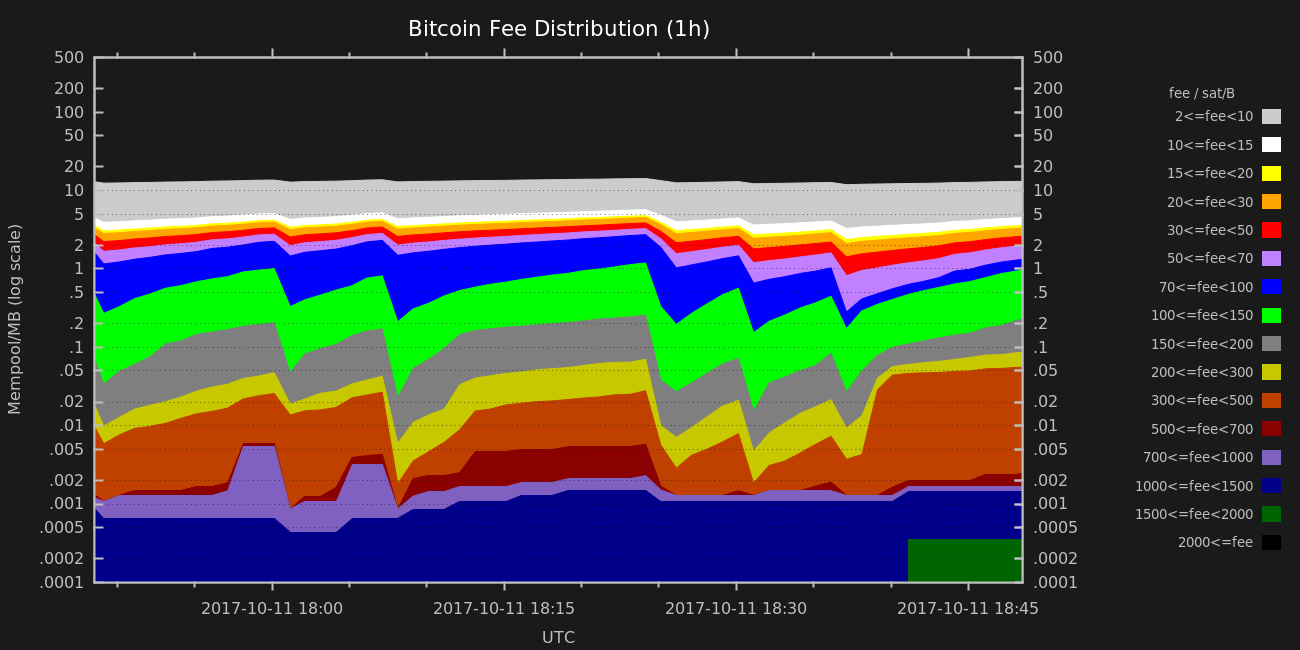 Bitcoin Fee Distribution (1h)
500
200
100
50
20
10
5
2
1
.5
.2
.1
.05
.02
.01
.005
.002
.001
.0005
.0002
.0001
Mempool/MB (log scale)
500
200
100
50
20
10
5
2
1
.5
.2
.1
.05
.02
.01
.005
.002
.001
.0005
.0002
.0001
2017-10-11 18:00 2017-10-11 18:15 2017-10-11 18:30 2017-10-11 18:45
UTC
fee / sat/B
2<=fee<10
10<=fee<15
15<=fee<20
20<=fee<30
30<=fee<50
50<=fee<70
70<=fee<100
100<=fee<150
150<=fee<200
200<=fee<300
300<=fee<500
500<=fee<700
700<=fee<1000
1000<=fee<1500
1500<=fee<2000
2000<=fee